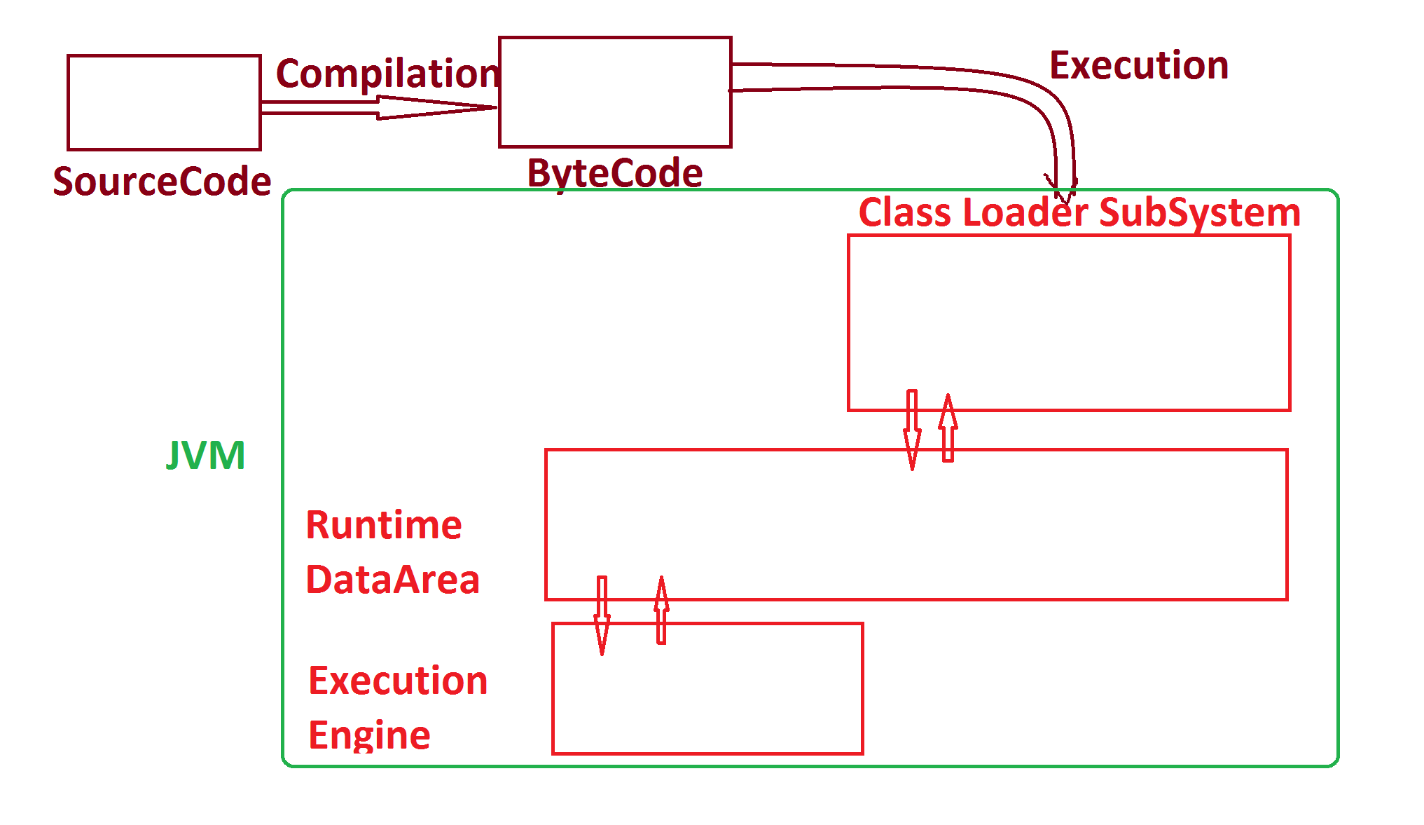 Compilation
Execution
SourceCode
ByteCode
Class Loader SubSystem
JVM
Runtime
DataArea
Execution
Engine